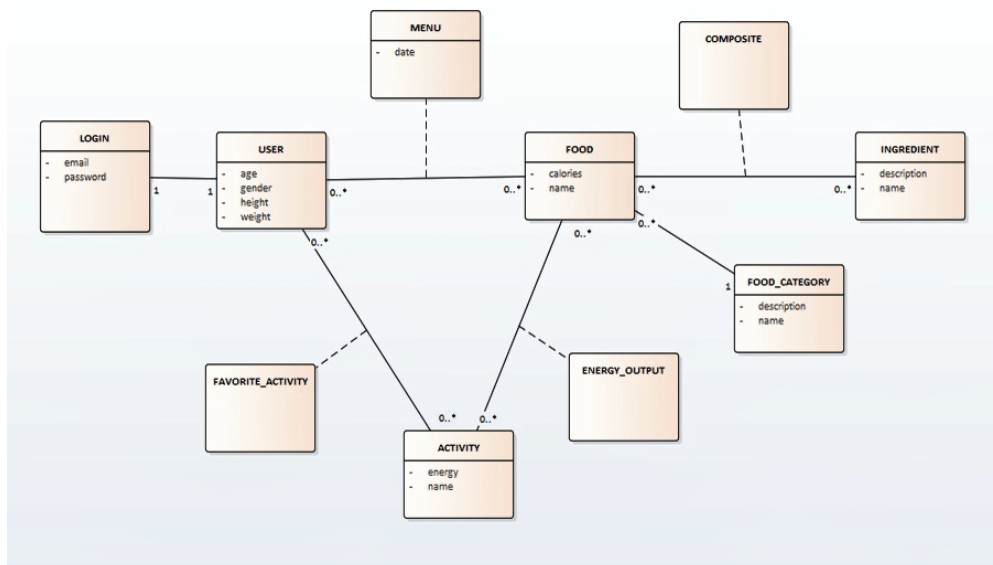 MENU
- date
COMPOSITE
LOGIN
- email
- password
USER
- age
- gender
- height
- weight
FOOD
- calories
- name
INGREDIENT
- description
- name
1
1
0..*
0..*
0..*
0..*
0..*
0..*
0..*
1
FOOD_CATEGORY
- description
- name
FAVORITE_ACTIVITY
ENERGY_OUTPUT
0..*
0..*
ACTIVITY
- energy
- name